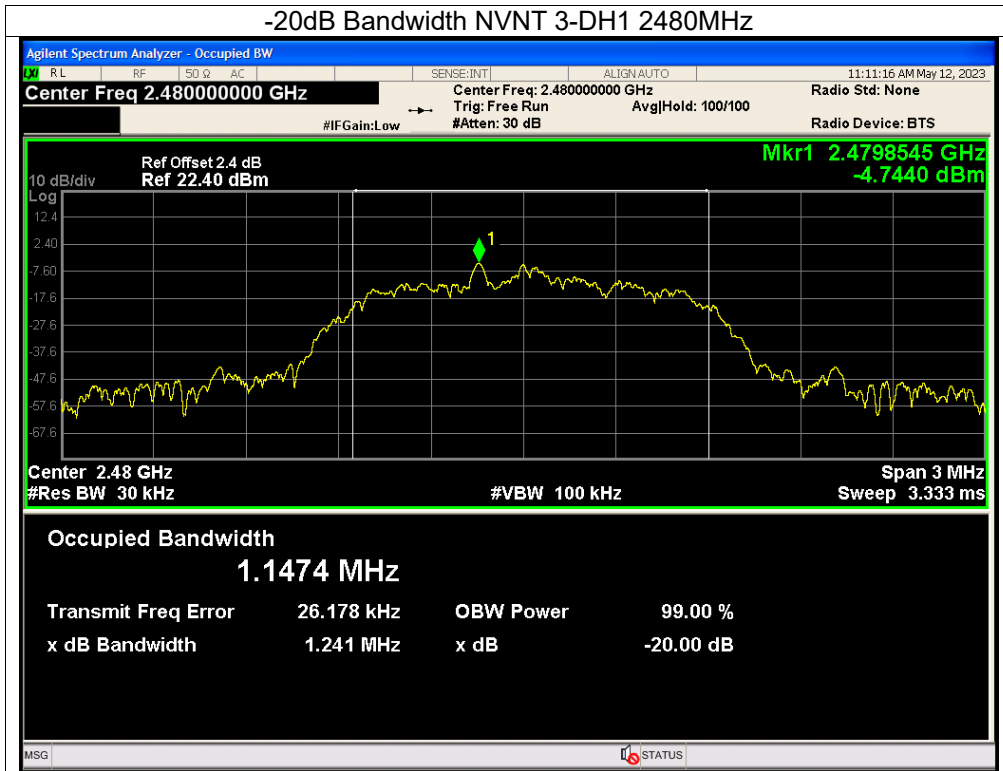 -20dB Bandwidth NVNT 3-DH1 2480MHz
Agilent Spectrum Analyzer - Occupied BW
LXI RL RF 50 Ω AC SENSE:INT ALIGN AUTO 11:11:16 AM May 12, 2023
Center Freq 2.480000000 GHz Center Freq: 2.480000000 GHz Radio Std: None
Trig: Free Run Avg|Hold: 100/100
#IFGain:Low #Atten: 30 dB Radio Device: BTS
Mkr1 2.4798545 GHz
-4.7440 dBm
Ref Offset 2.4 dB
10 dB/div Ref 22.40 dBm
Log
12.4
1
2.40
-7.60
-17.6
-27.6
-37.6
-47.6
-57.6
-67.6
Center 2.48 GHz Span 3 MHz
#Res BW 30 kHz #VBW 100 kHz Sweep 3.333 ms
Occupied Bandwidth
1.1474 MHz
Transmit Freq Error 26.178 kHz OBW Power 99.00 %
x dB Bandwidth 1.241 MHz x dB -20.00 dB
MSG STATUS